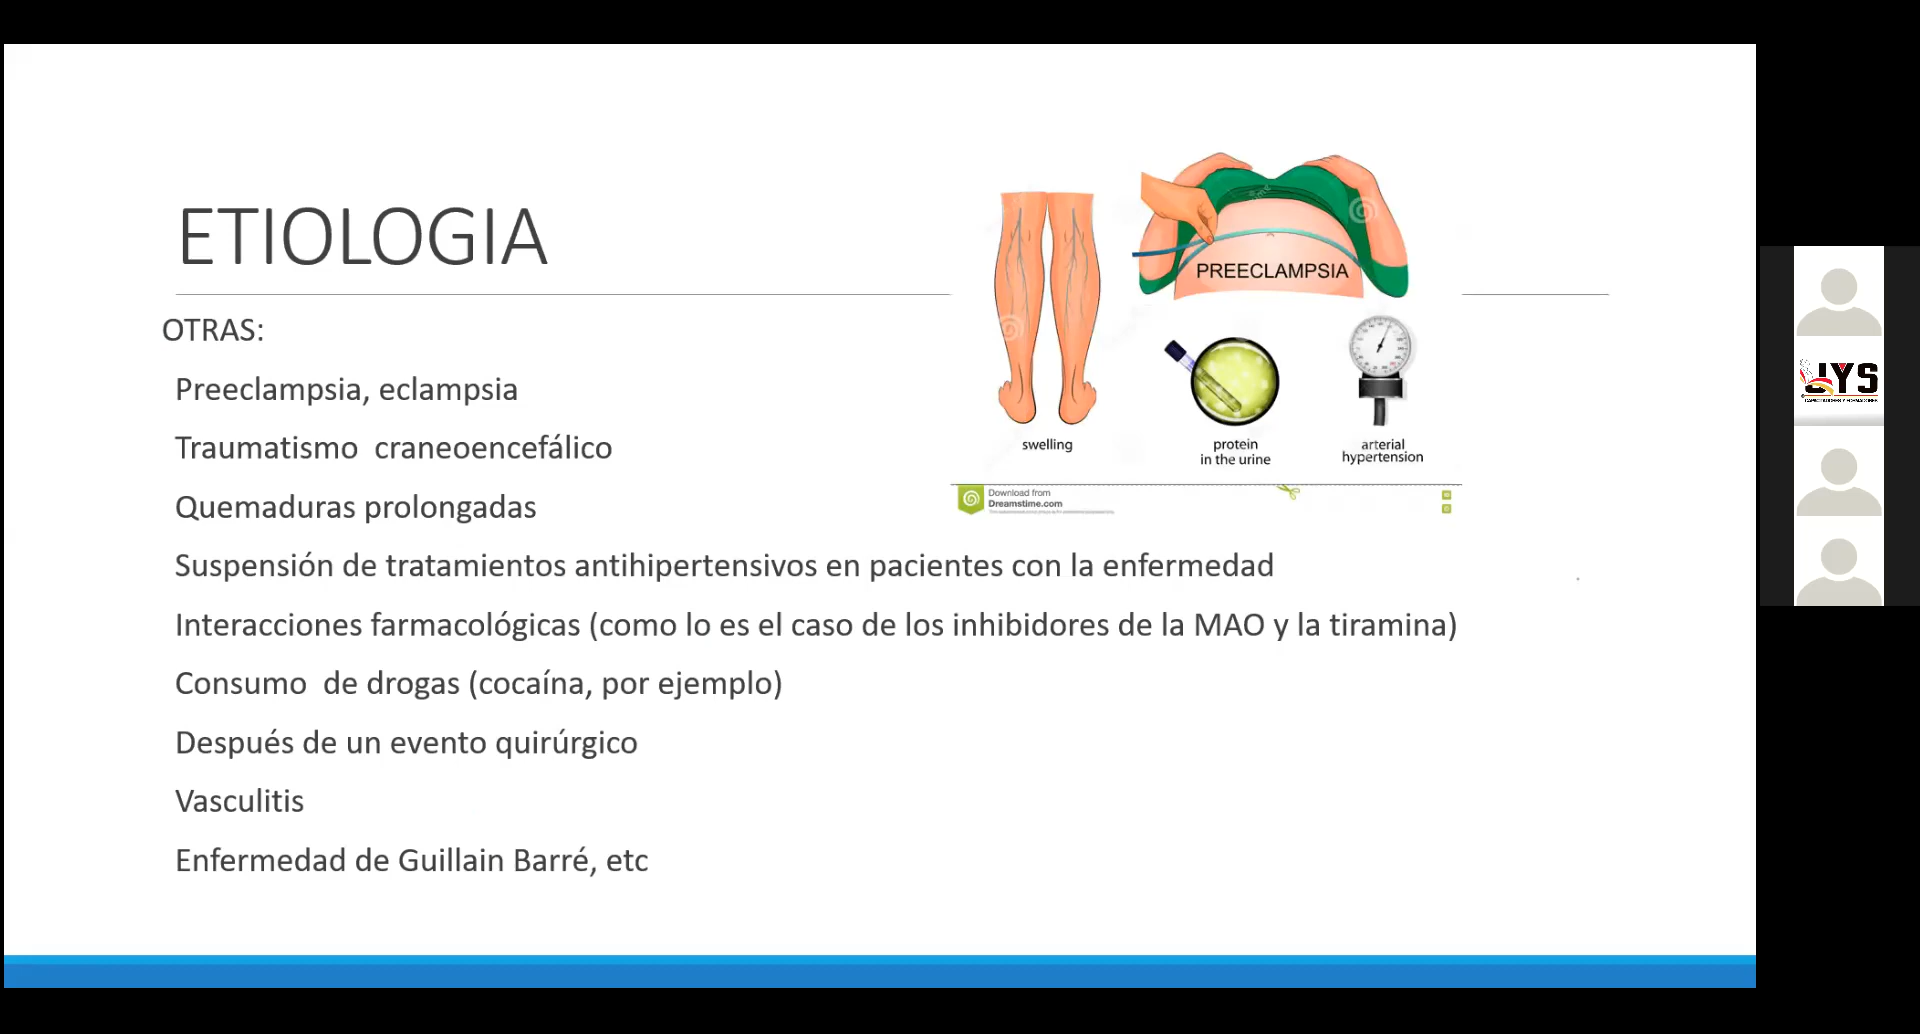 ETIOLOGIA
OTRAS:
Preeclampsia, eclampsia
Traumatismo craneoencefálico
Quemaduras prolongadas
Suspensión de tratamientos antihipertensivos en pacientes con la enfermedad
Interacciones farmacológicas (como lo es el caso de los inhibidores de la MAO y la tiramina)
Consumo de drogas (cocaína, por ejemplo)
Después de un evento quirúrgico
Vasculitis
Enfermedad de Guillain Barré, etc
PREECLAMPSIA
swelling
protein
in the urine
arterial
hypertension
Download from
Dreamstime.com
JYS